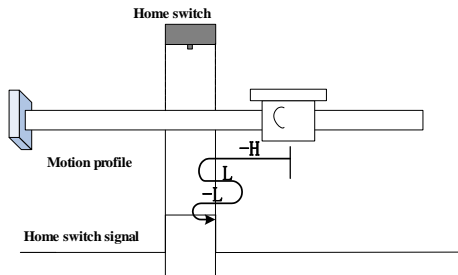 Home switch
−H
Motion profile
L
−L
Home switch signal